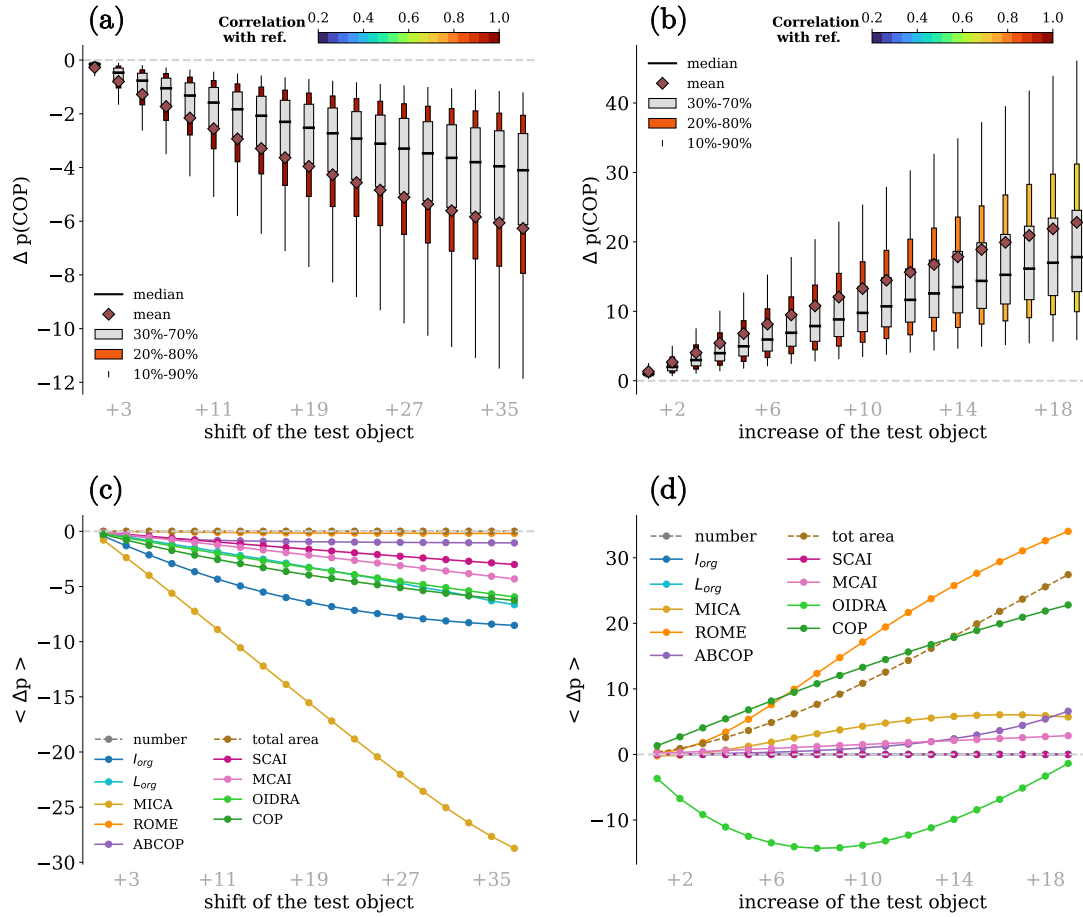 (a)
Correlation
with ref.
0.2
0.4
0.6
0.8
1.0
0
−2
−4
−6
−8
−10
−12
Δ p(COP)
median
mean
30%-70%
20%-80%
10%-90%
+3
+11
+19
+27
+35
shift of the test object
(b)
Correlation
with ref.
0.2
0.4
0.6
0.8
1.0
median
mean
30%-70%
20%-80%
10%-90%
40
30
20
10
0
Δ p(COP)
+2
+6
+10
+14
+18
increase of the test object
(c)
0
−5
−10
−15
−20
−25
−30
< Δp >
number
I_org
L_org
MICA
ROME
ABCOP
total area
SCAI
MCAI
OIDRA
COP
+3
+11
+19
+27
+35
shift of the test object
(d)
number
I_org
L_org
MICA
ROME
ABCOP
tot area
SCAI
MCAI
OIDRA
COP
30
20
10
0
−10
< Δp >
+2
+6
+10
+14
+18
increase of the test object